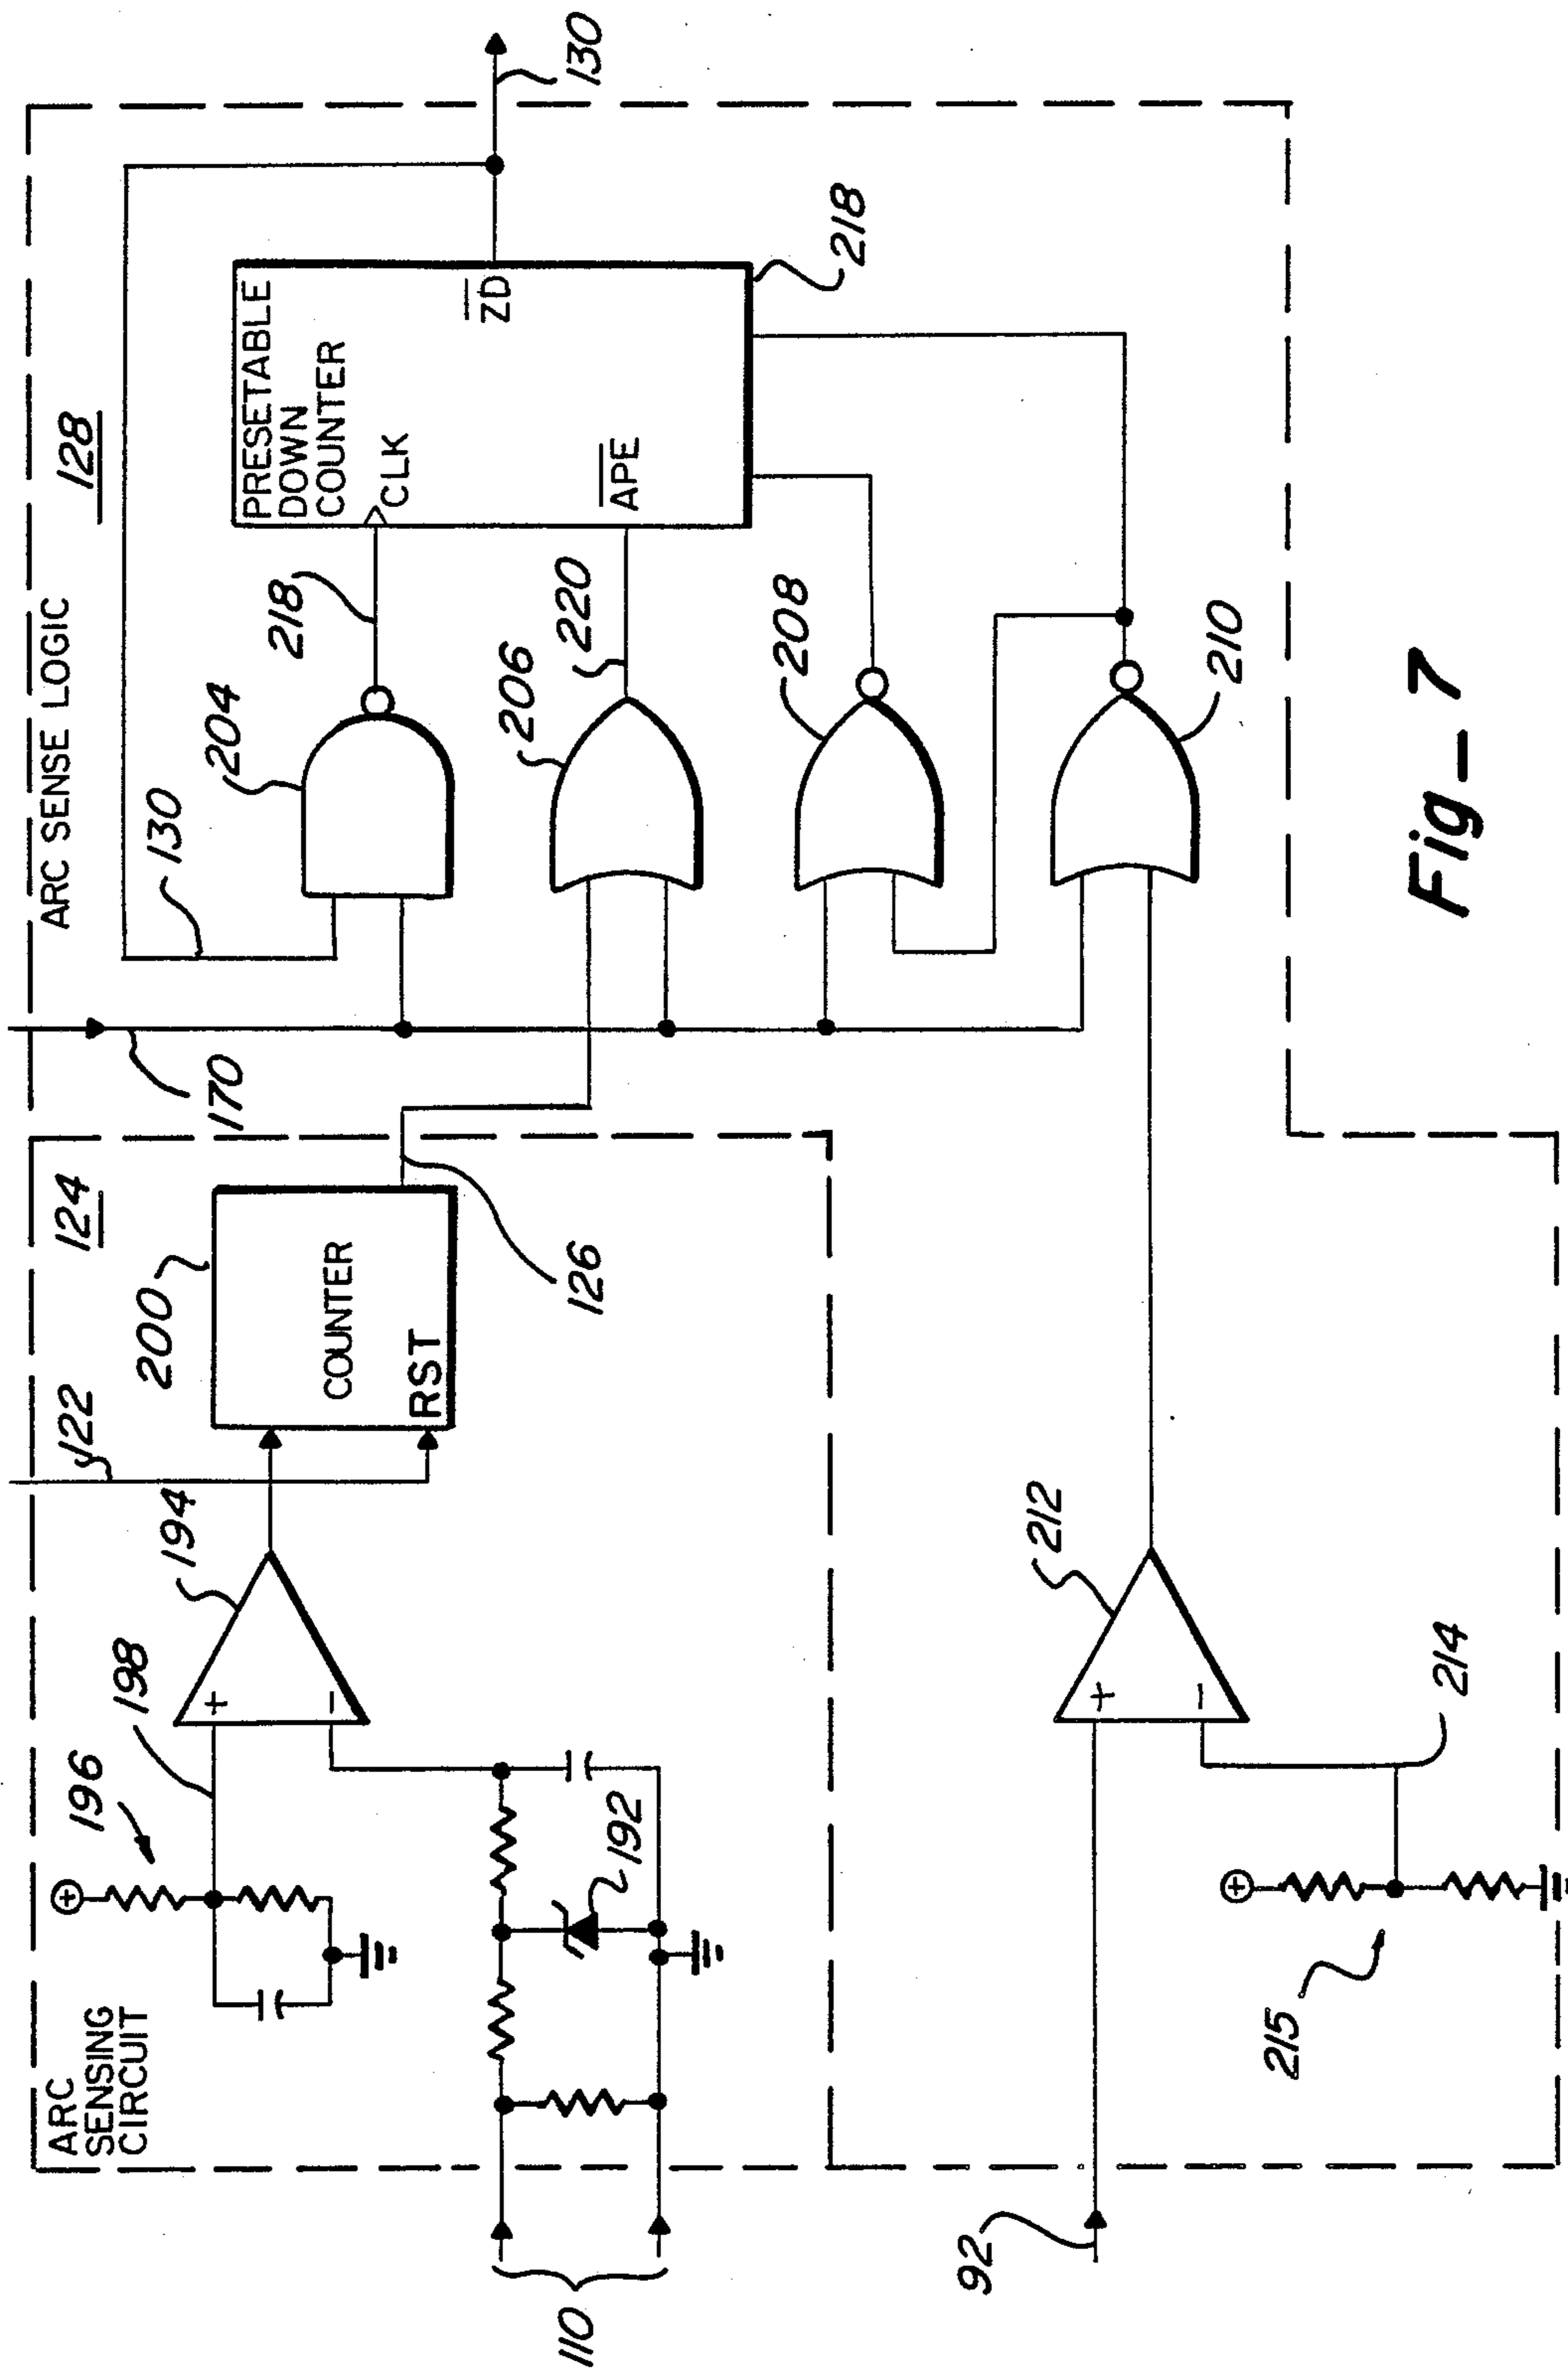 ARC SENSE LOGIC
128
130
ARC
SENSING
CIRCUIT
124
122
170
130
196
198
194
200
COUNTER
RST
126
204
218
PRESETABLE
DOWN
COUNTER
CLK
ZD
APE
110
192
+
−
206
220
208
218
92
212
+
−
214
215
210
Fig-7